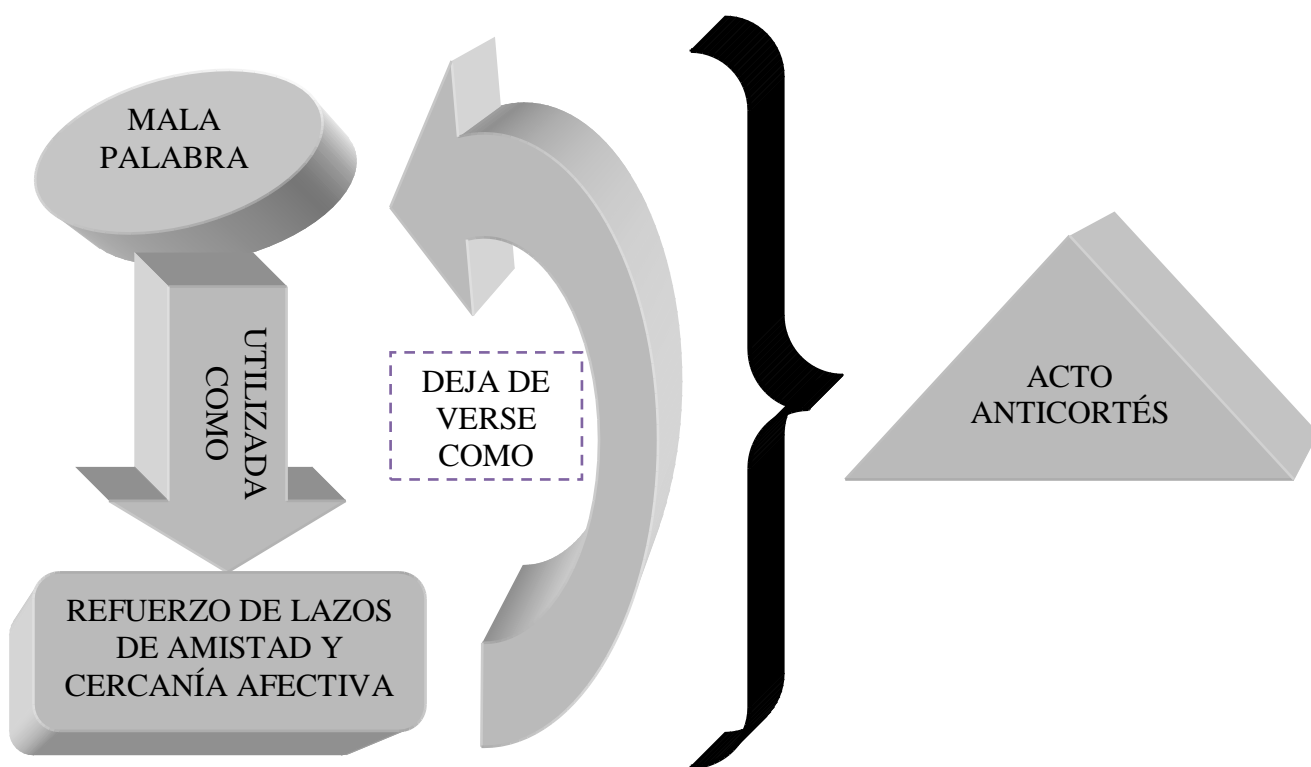 MALA
PALABRA
UTILIZADA
COMO
DEJA DE
VERSE
COMO
REFUERZO DE LAZOS
DE AMISTAD Y
CERCANÍA AFECTIVA
ACTO
ANTICORTÉS